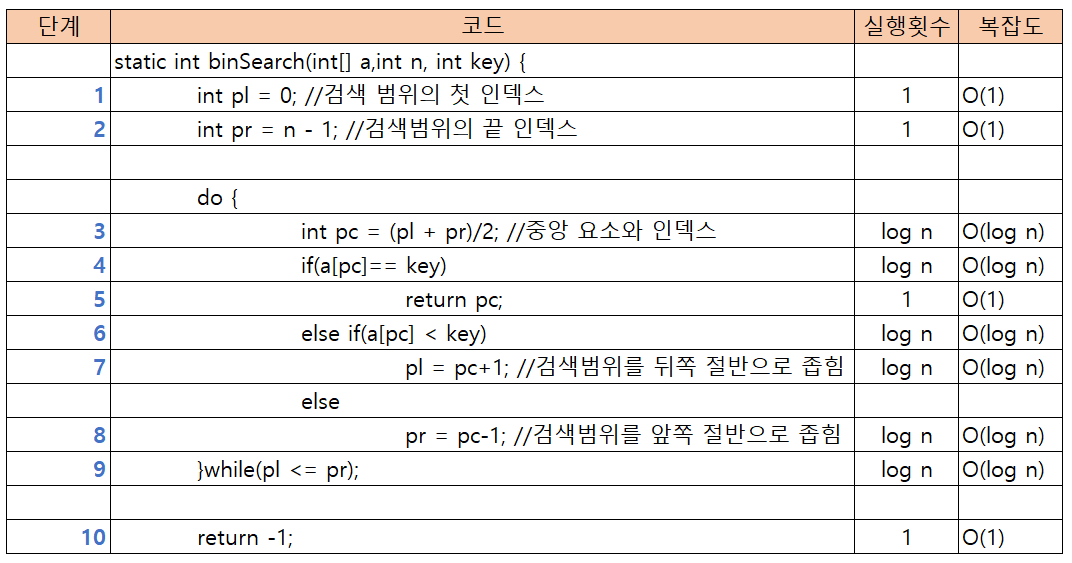 단계 코드 실행횟수 복잡도
static int binSearch(int[] a,int n, int key) {
1 int pl = 0; //검색 범위의 첫 인덱스 1 O(1)
2 int pr = n - 1; //검색범위의 끝 인덱스 1 O(1)
do {
3 int pc = (pl + pr)/2; //중앙 요소와 인덱스 log n O(log n)
4 if(a[pc]== key) log n O(log n)
5 return pc; 1 O(1)
6 else if(a[pc] < key) log n O(log n)
7 pl = pc+1; //검색범위를 뒤쪽 절반으로 좁힘 log n O(log n)
else
8 pr = pc-1; //검색범위를 앞쪽 절반으로 좁힘 log n O(log n)
9 }while(pl <= pr); log n O(log n)
10 return -1; 1 O(1)